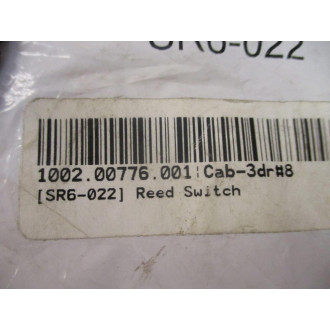 SR6-022
1002.00776.001¦Cab-3dr#8
[SR6-022] Reed Switch